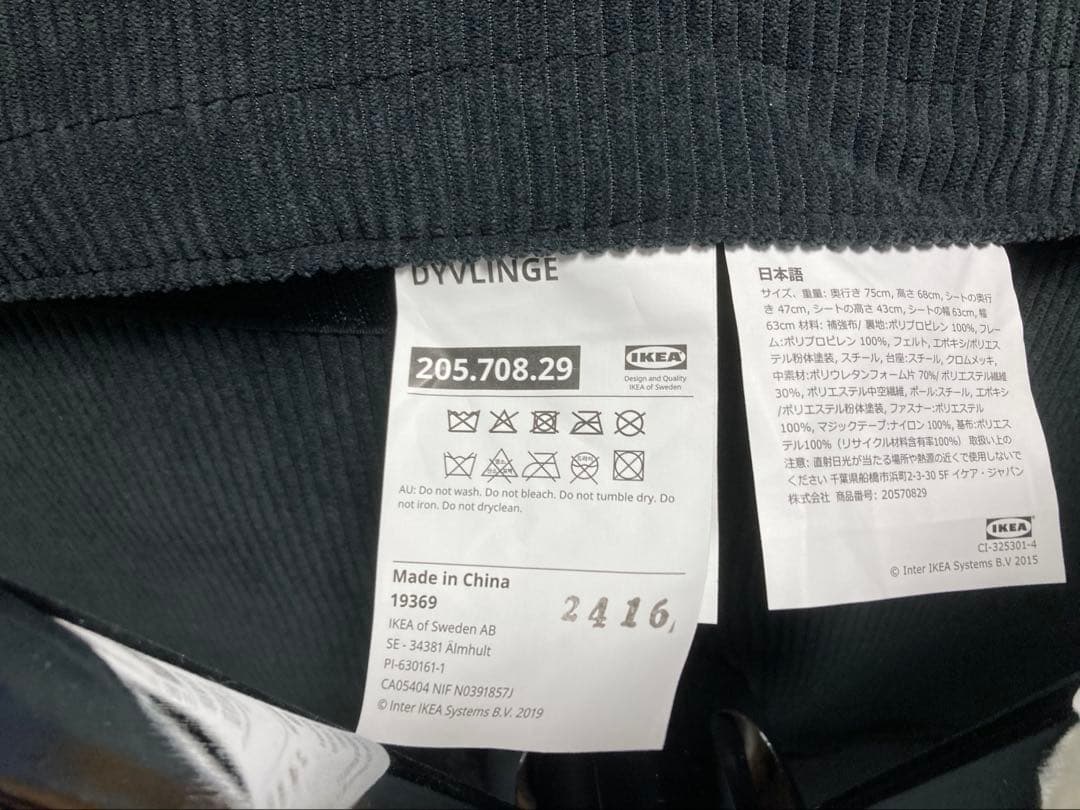 DYVLINGE
205.708.29
IKEA
Design and Quality
IKEA of Sweden
AU: Do not wash. Do not bleach. Do not tumble dry. Do
not iron. Do not dryclean.
Made in China
19369
2416
IKEA of Sweden AB
SE - 34381 Älmhult
PI-630161-1
CA05404 NIF N0391857J
© Inter IKEA Systems B.V. 2019
日本語
サイズ、重量: 奥行き 75cm, 高さ 68cm, シートの奥行
き 47cm, シートの高さ 43cm, シートの幅 63cm, 幅
63cm 材料: 補強布/ 裏地:ポリプロピレン 100%, フレー
ム:ポリプロピレン 100%, フェルト, エポキシ/ポリエス
テル粉体塗装, スチール, 台座:スチール, クロムメッキ,
中素材:ポリウレタンフォーム片 70%/ ポリエステル繊維
30%, ポリエステル中空繊維, ポール:スチール, エポキシ
/ポリエステル粉体塗装, ファスナー:ポリエステル
100%, マジックテープ:ナイロン 100%, 基布:ポリエス
テル100%（リサイクル材料含有率100%） 取扱い上の
注意: 直射日光が当たる場所や熱源の近くで使用しないで
ください 千葉県船橋市浜町2-3-30 5F イケア・ジャパン
株式会社 商品番号: 20570829
IKEA
CI-325301-4
© Inter IKEA Systems B.V 2015